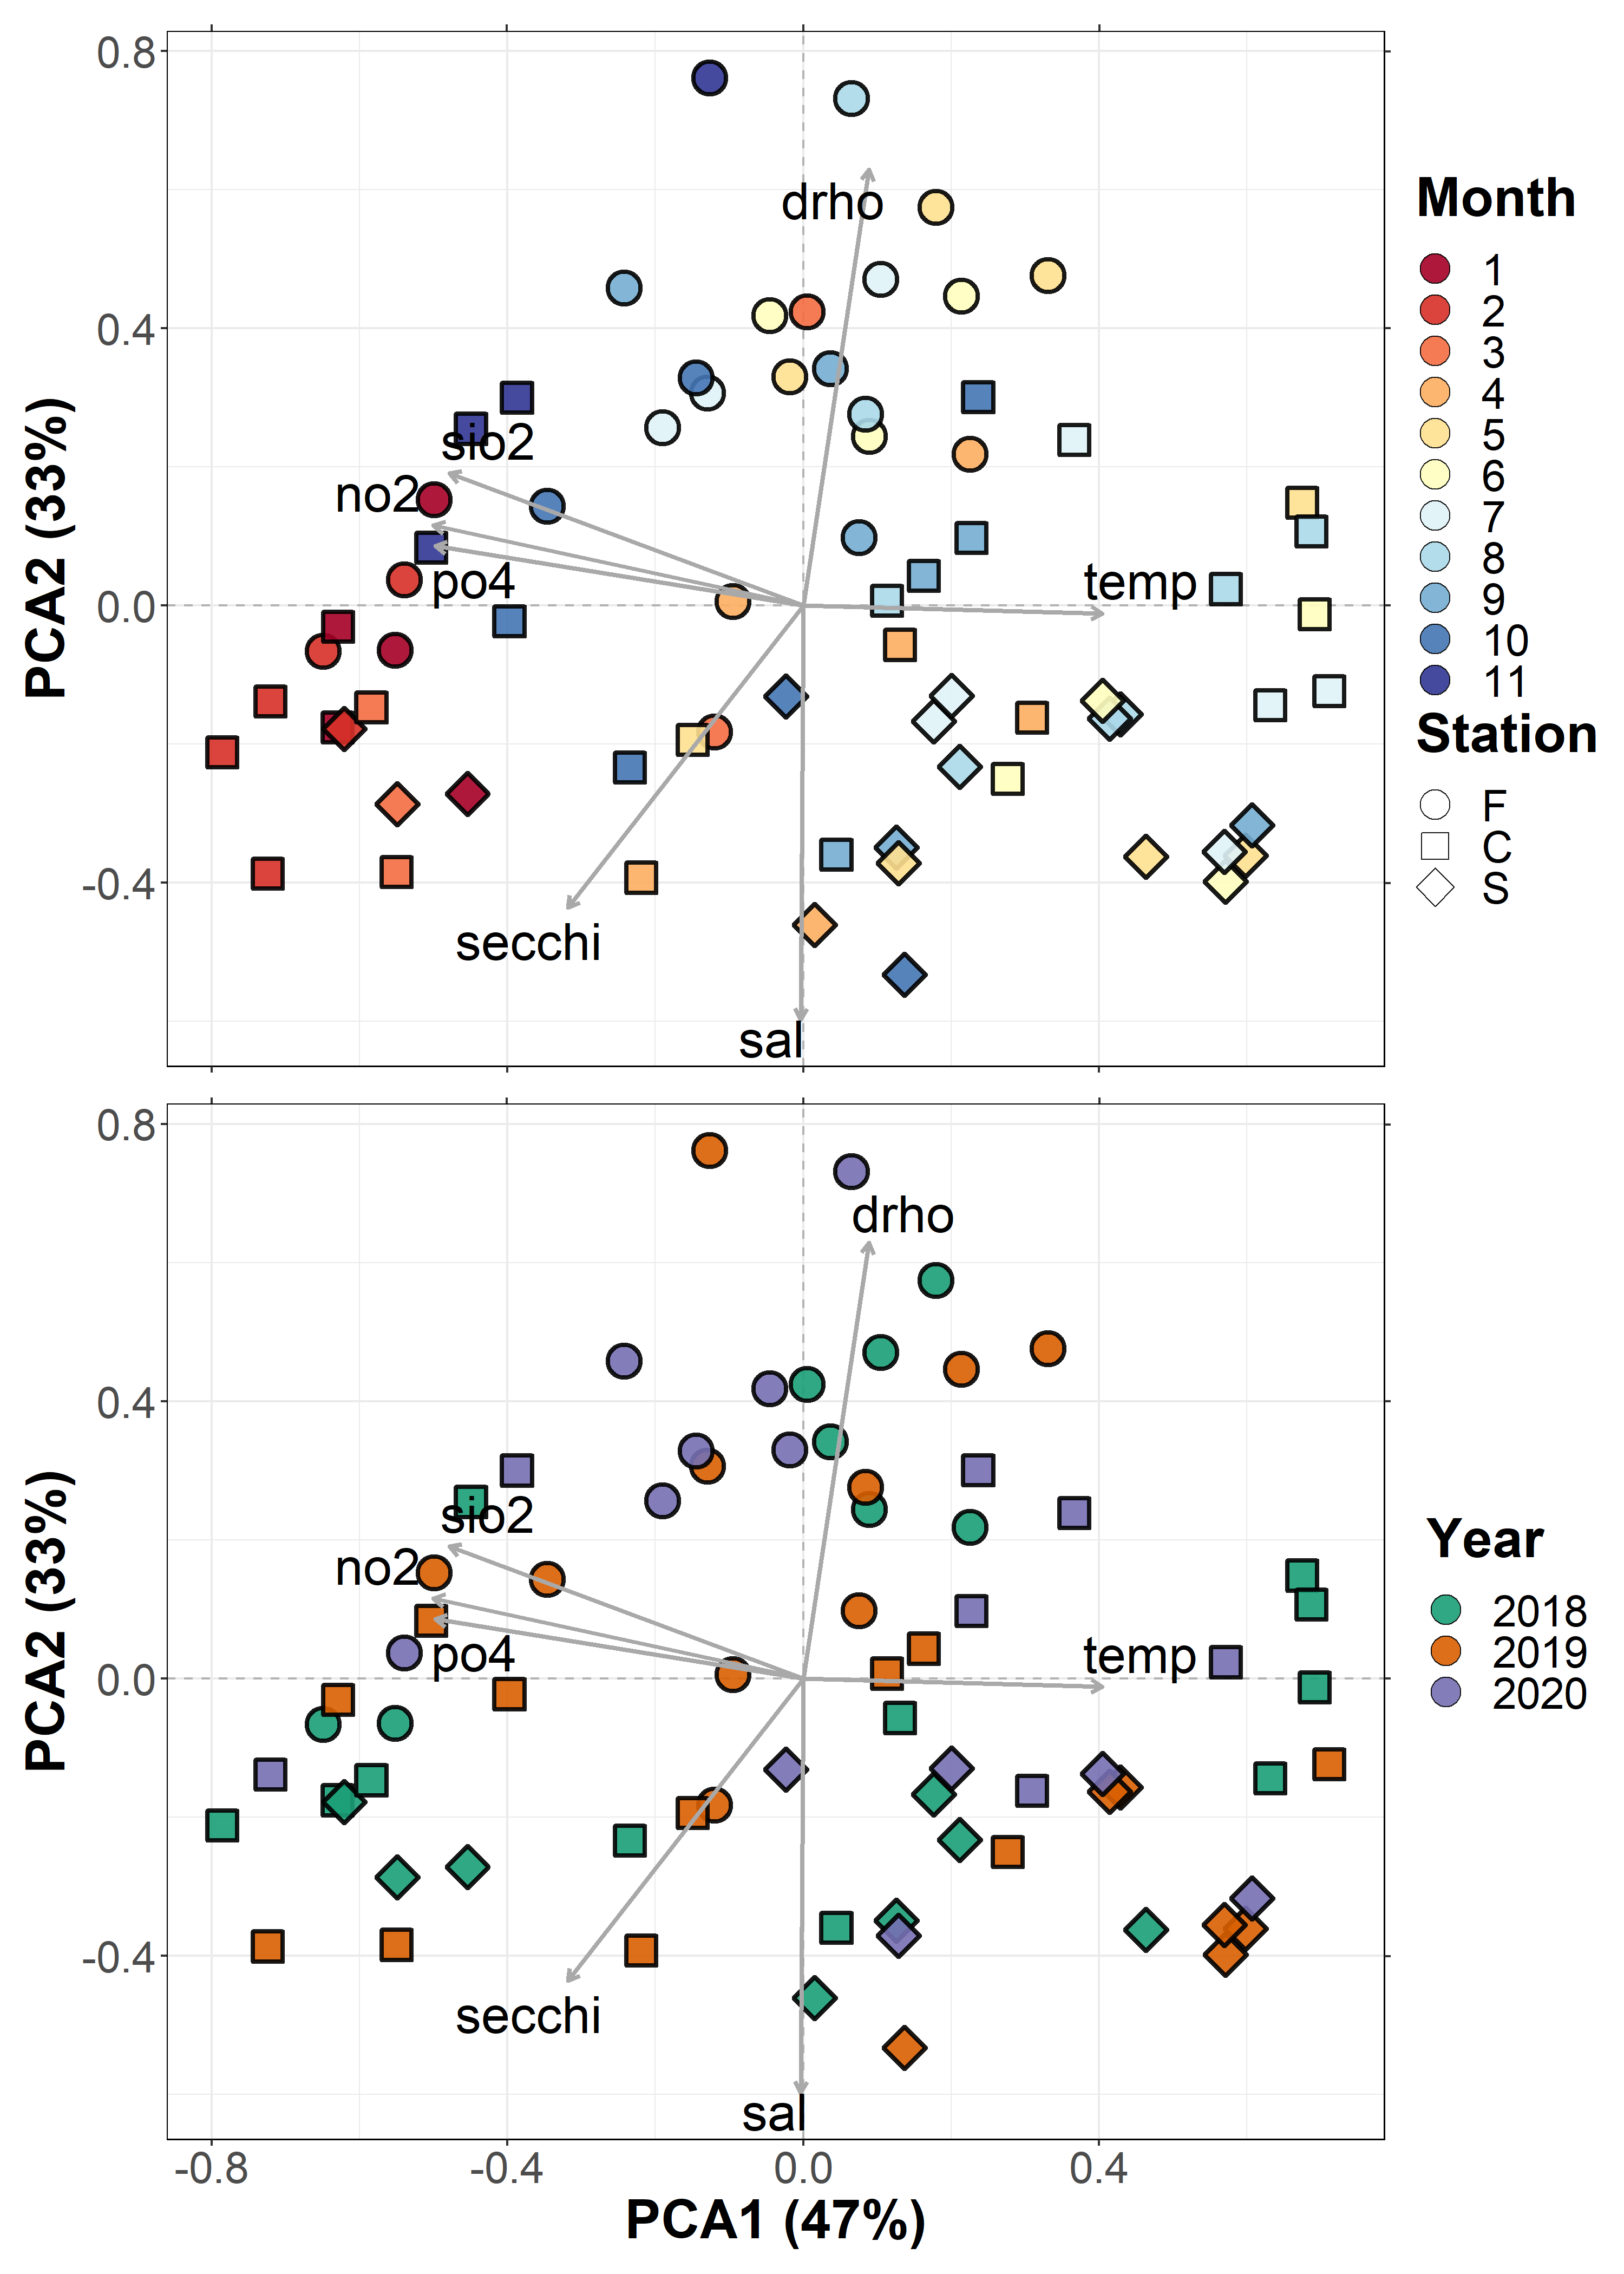 0.8
0.4
0.0
-0.4
PCA2 (33%)
drho
sio2
no2
po4
temp
secchi
sal
Month
1
2
3
4
5
6
7
8
9
10
11
Station
F
C
S
0.8
0.4
0.0
-0.4
PCA2 (33%)
drho
sio2
no2
po4
temp
secchi
sal
-0.8 -0.4 0.0 0.4
PCA1 (47%)
Year
2018
2019
2020